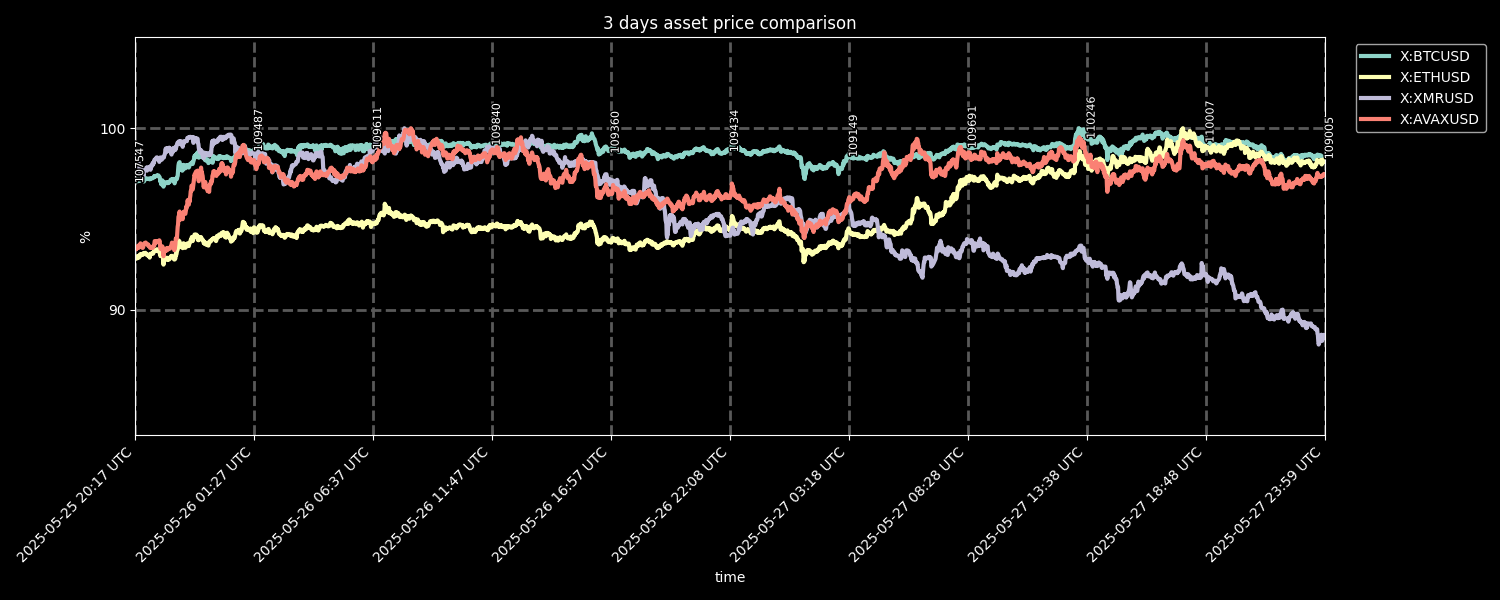 3 days asset price comparison
X:BTCUSD
X:ETHUSD
X:XMRUSD
X:AVAXUSD
100
90
%
109487
109611
109840
109360
109434
109149
109691
110246
110007
109005
2025-05-25 20:17 UTC
2025-05-26 01:27 UTC
2025-05-26 06:37 UTC
2025-05-26 11:47 UTC
2025-05-26 16:57 UTC
2025-05-26 22:08 UTC
2025-05-27 03:18 UTC
2025-05-27 08:28 UTC
2025-05-27 13:38 UTC
2025-05-27 18:48 UTC
2025-05-27 23:59 UTC
time